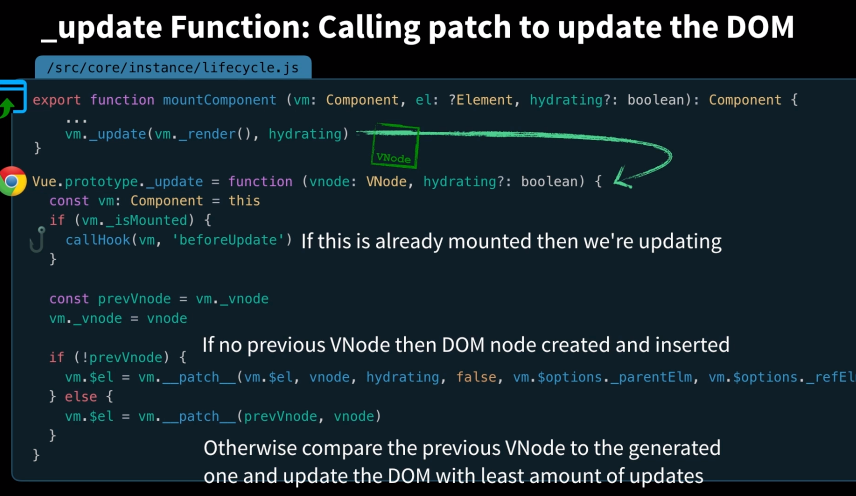 _update Function: Calling patch to update the DOM
/src/core/instance/lifecycle.js
export function mountComponent (vm: Component, el: ?Element, hydrating?: boolean): Component {
...
vm._update(vm._render(), hydrating)
VNode
}
Vue.prototype._update = function (vnode: VNode, hydrating?: boolean) {
const vm: Component = this
if (vm._isMounted) {
callHook(vm, 'beforeUpdate') If this is already mounted then we're updating
}
const prevVnode = vm._vnode
vm._vnode = vnode
If no previous VNode then DOM node created and inserted
if (!prevVnode) {
vm.$el = vm.__patch__(vm.$el, vnode, hydrating, false, vm.$options._parentElm, vm.$options._refEl
} else {
vm.$el = vm.__patch__(prevVnode, vnode)
}
Otherwise compare the previous VNode to the generated
}
one and update the DOM with least amount of updates